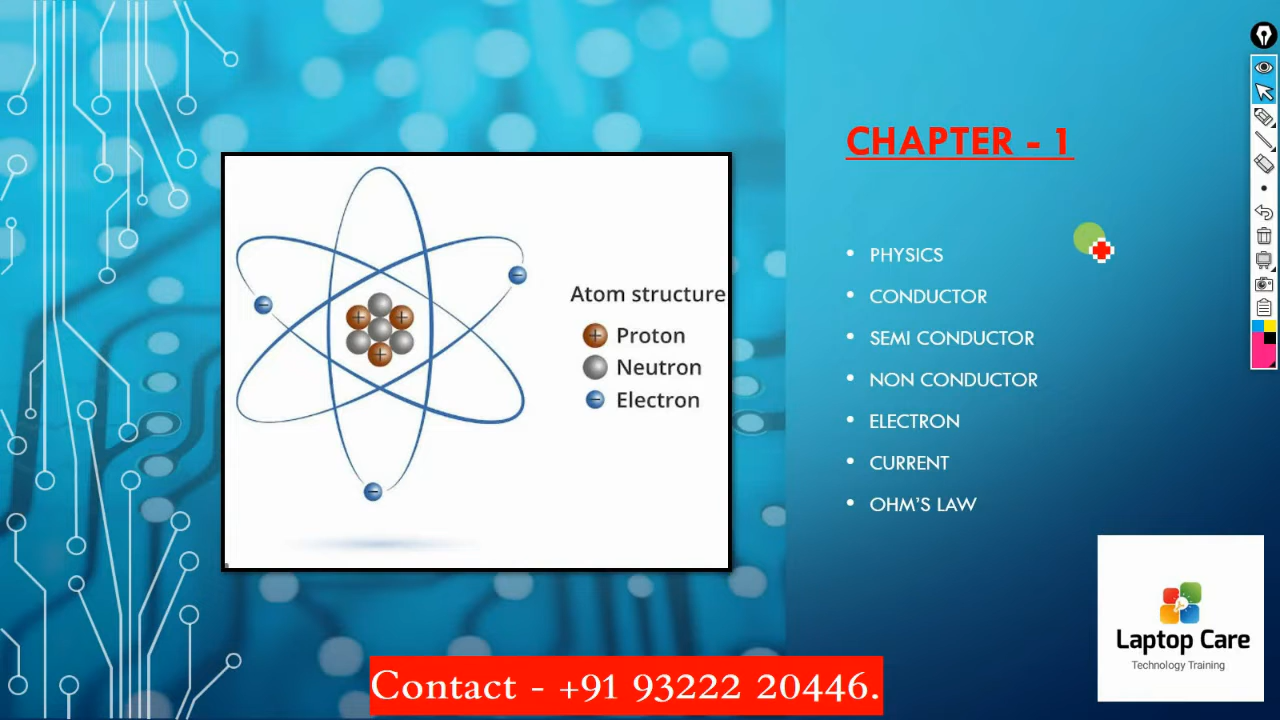 CHAPTER - 1
Atom structure
Proton
Neutron
Electron
• PHYSICS
• CONDUCTOR
• SEMI CONDUCTOR
• NON CONDUCTOR
• ELECTRON
• CURRENT
• OHM'S LAW
Laptop Care
Technology Training
Contact - +91 93222 20446.